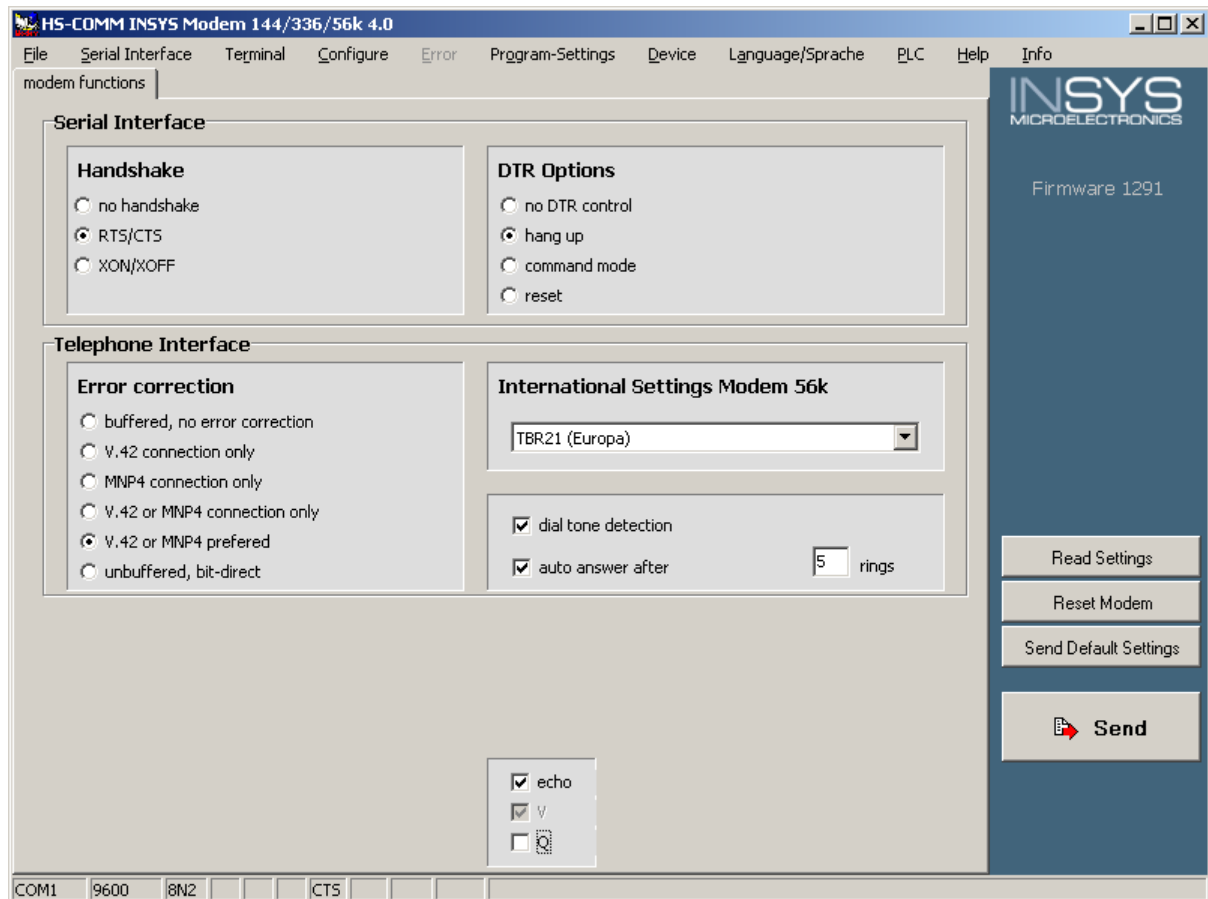 HS-COMM INSYS Modem 144/336/56k 4.0
File Serial Interface Terminal Configure Error Program-Settings Device Language/Sprache PLC Help Info
modem functions
INSYS
MICROELECTRONICS
Firmware 1291
Serial Interface
Handshake
no handshake
RTS/CTS
XON/XOFF
DTR Options
no DTR control
hang up
command mode
reset
Telephone Interface
Error correction
buffered, no error correction
V.42 connection only
MNP4 connection only
V.42 or MNP4 connection only
V.42 or MNP4 prefered
unbuffered, bit-direct
International Settings Modem 56k
TBR21 (Europa)
dial tone detection
auto answer after 5 rings
Read Settings
Reset Modem
Send Default Settings
Send
echo
V
Q
COM1 9600 8N2 CTS